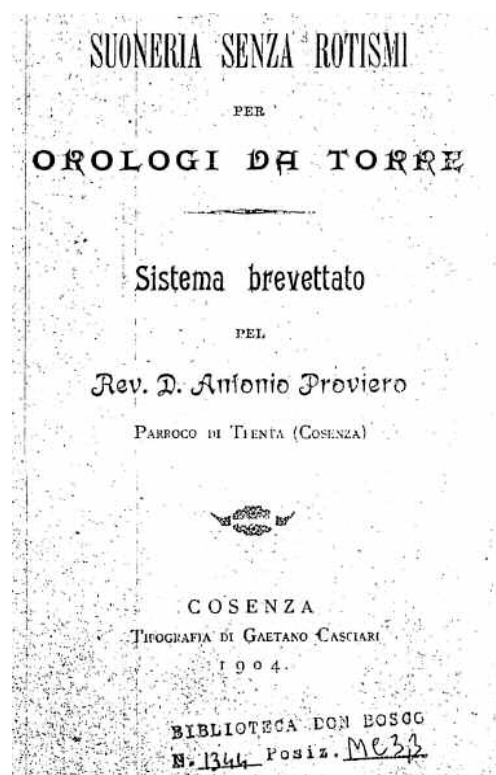 SUONERIA SENZA ROTISMI
PER
OROLOGI DA TORRE
Sistema brevettato
PEL
Rev. D. Antonio Proviero
PARROCO DI TRENTA (COSENZA)
COSENZA
TIPOGRAFIA DI GAETANO CASCIARI
1904.
BIBLIOTECA DON BOSCO
N. 1344 Posiz. MC33